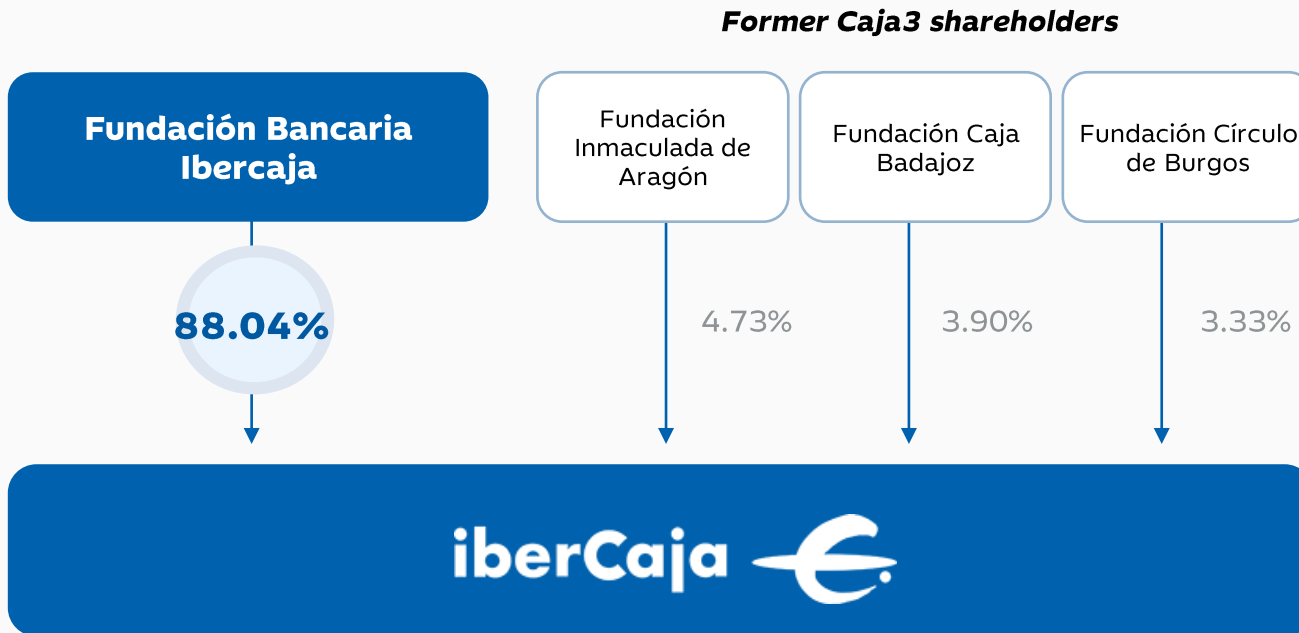 Former Caja3 shareholders
Fundación Bancaria
Ibercaja
Fundación
Inmaculada de
Aragón
Fundación Caja
Badajoz
Fundación Círculo
de Burgos
88.04%
4.73%
3.90%
3.33%
iberCaja